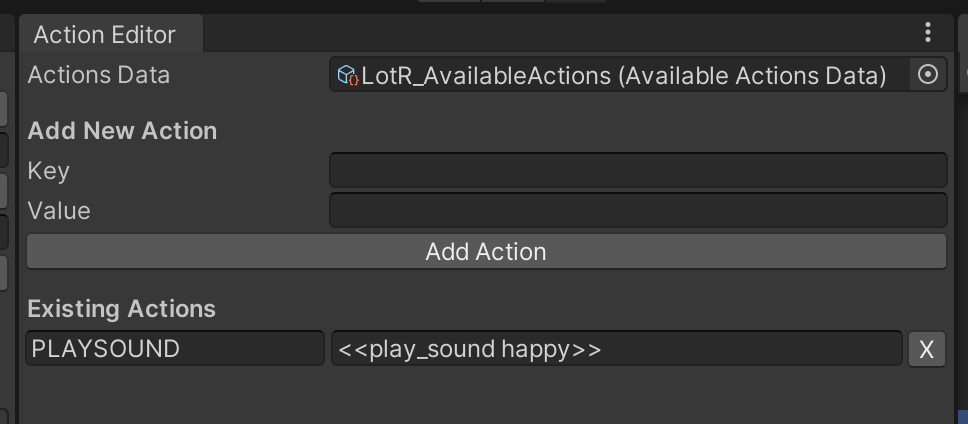 Action Editor
Actions Data LotR_AvailableActions (Available Actions Data)
Add New Action
Key
Value
Add Action
Existing Actions
PLAYSOUND <<play_sound happy>> X